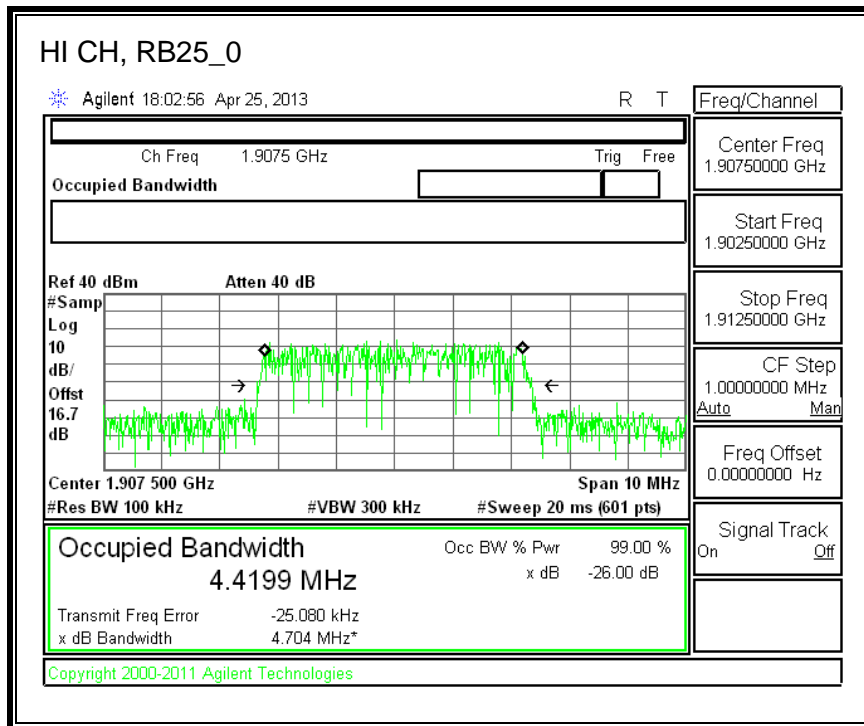 HI CH, RB25_0
Agilent 18:02:56 Apr 25, 2013 R T
Freq/Channel
Ch Freq 1.9075 GHz Trig Free
Occupied Bandwidth
Center Freq
1.90750000 GHz
Start Freq
1.90250000 GHz
Stop Freq
1.91250000 GHz
CF Step
1.00000000 MHz
Auto Man
Freq Offset
0.00000000 Hz
Signal Track
On Off
Ref 40 dBm Atten 40 dB
#Samp
Log
10
dB/
Offst
16.7
dB
Center 1.907 500 GHz Span 10 MHz
#Res BW 100 kHz #VBW 300 kHz #Sweep 20 ms (601 pts)
Occupied Bandwidth Occ BW % Pwr 99.00 %
4.4199 MHz x dB -26.00 dB
Transmit Freq Error -25.080 kHz
x dB Bandwidth 4.704 MHz*
Copyright 2000-2011 Agilent Technologies